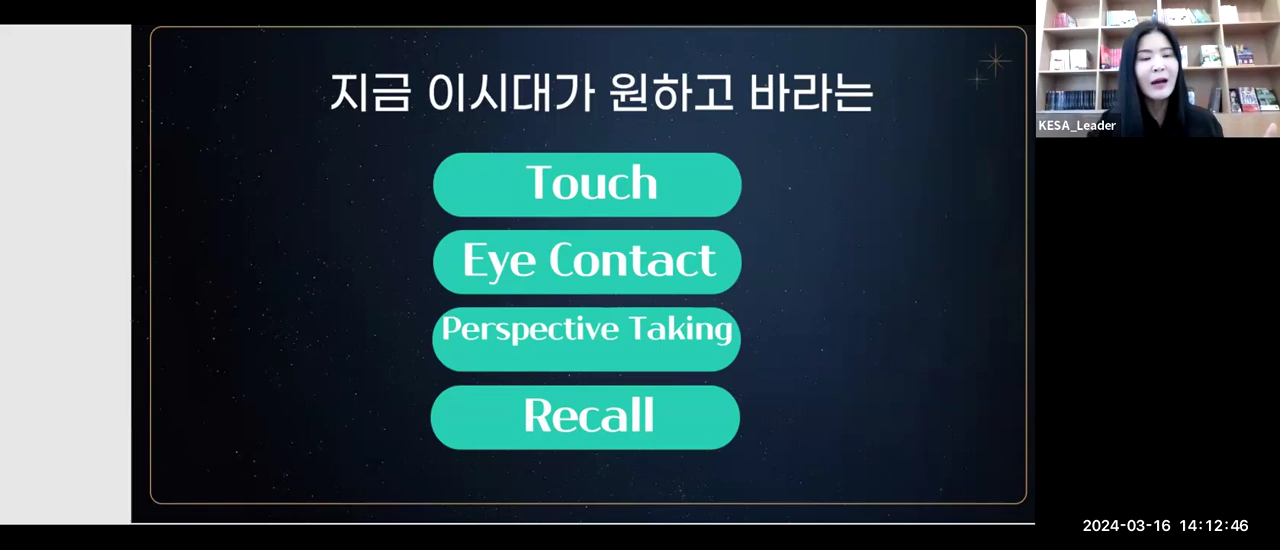 지금 이시대가 원하고 바라는
Touch
Eye Contact
Perspective Taking
Recall
KESA_Leader
2024-03-16 14:12:46